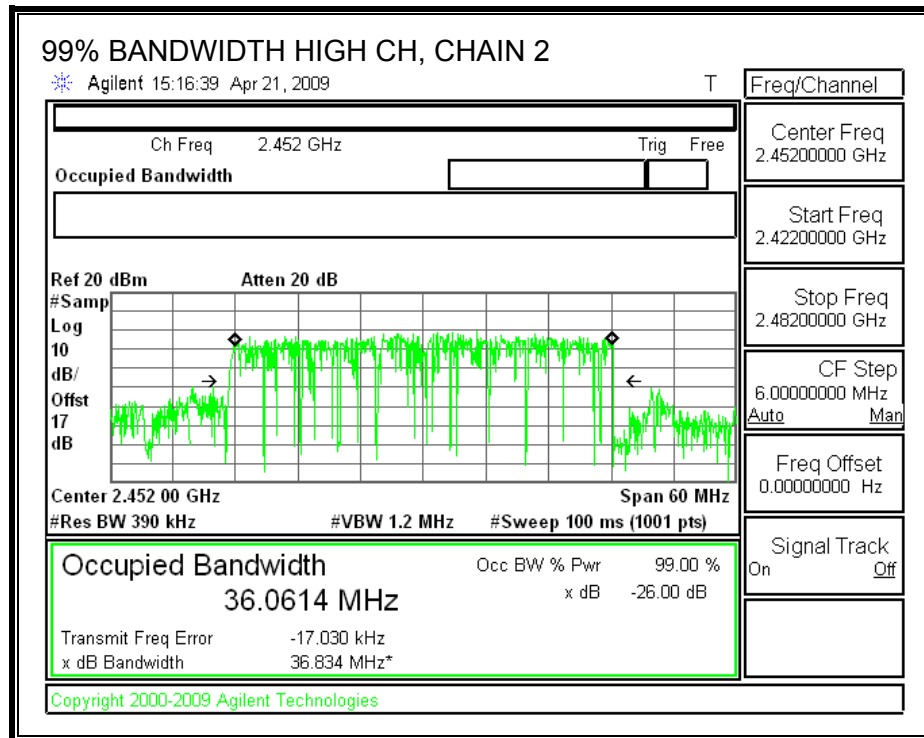 99% BANDWIDTH HIGH CH, CHAIN 2
Agilent 15:16:39 Apr 21, 2009 T
Freq/Channel
Ch Freq 2.452 GHz Trig Free
Occupied Bandwidth
Center Freq
2.45200000 GHz
Start Freq
2.42200000 GHz
Stop Freq
2.48200000 GHz
CF Step
6.00000000 MHz
Auto Man
Freq Offset
0.00000000 Hz
Signal Track
On Off
Ref 20 dBm Atten 20 dB
#Samp
Log
10
dB/
Offst
17
dB
Center 2.452 00 GHz Span 60 MHz
#Res BW 390 kHz #VBW 1.2 MHz #Sweep 100 ms (1001 pts)
Occupied Bandwidth Occ BW % Pwr 99.00 %
36.0614 MHz x dB -26.00 dB
Transmit Freq Error -17.030 kHz
x dB Bandwidth 36.834 MHz*
Copyright 2000-2009 Agilent Technologies